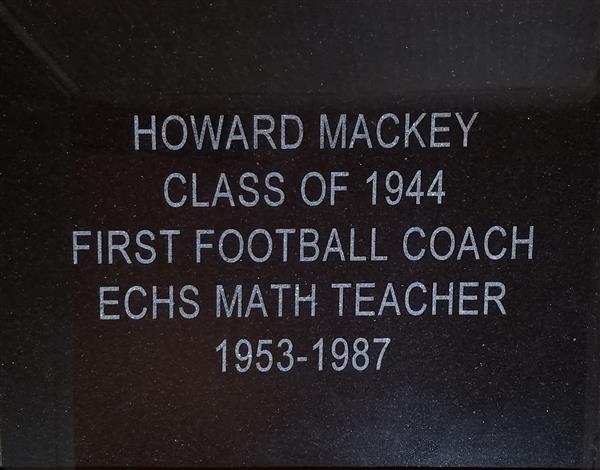 HOWARD MACKEY
CLASS OF 1944
FIRST FOOTBALL COACH
ECHS MATH TEACHER
1953-1987